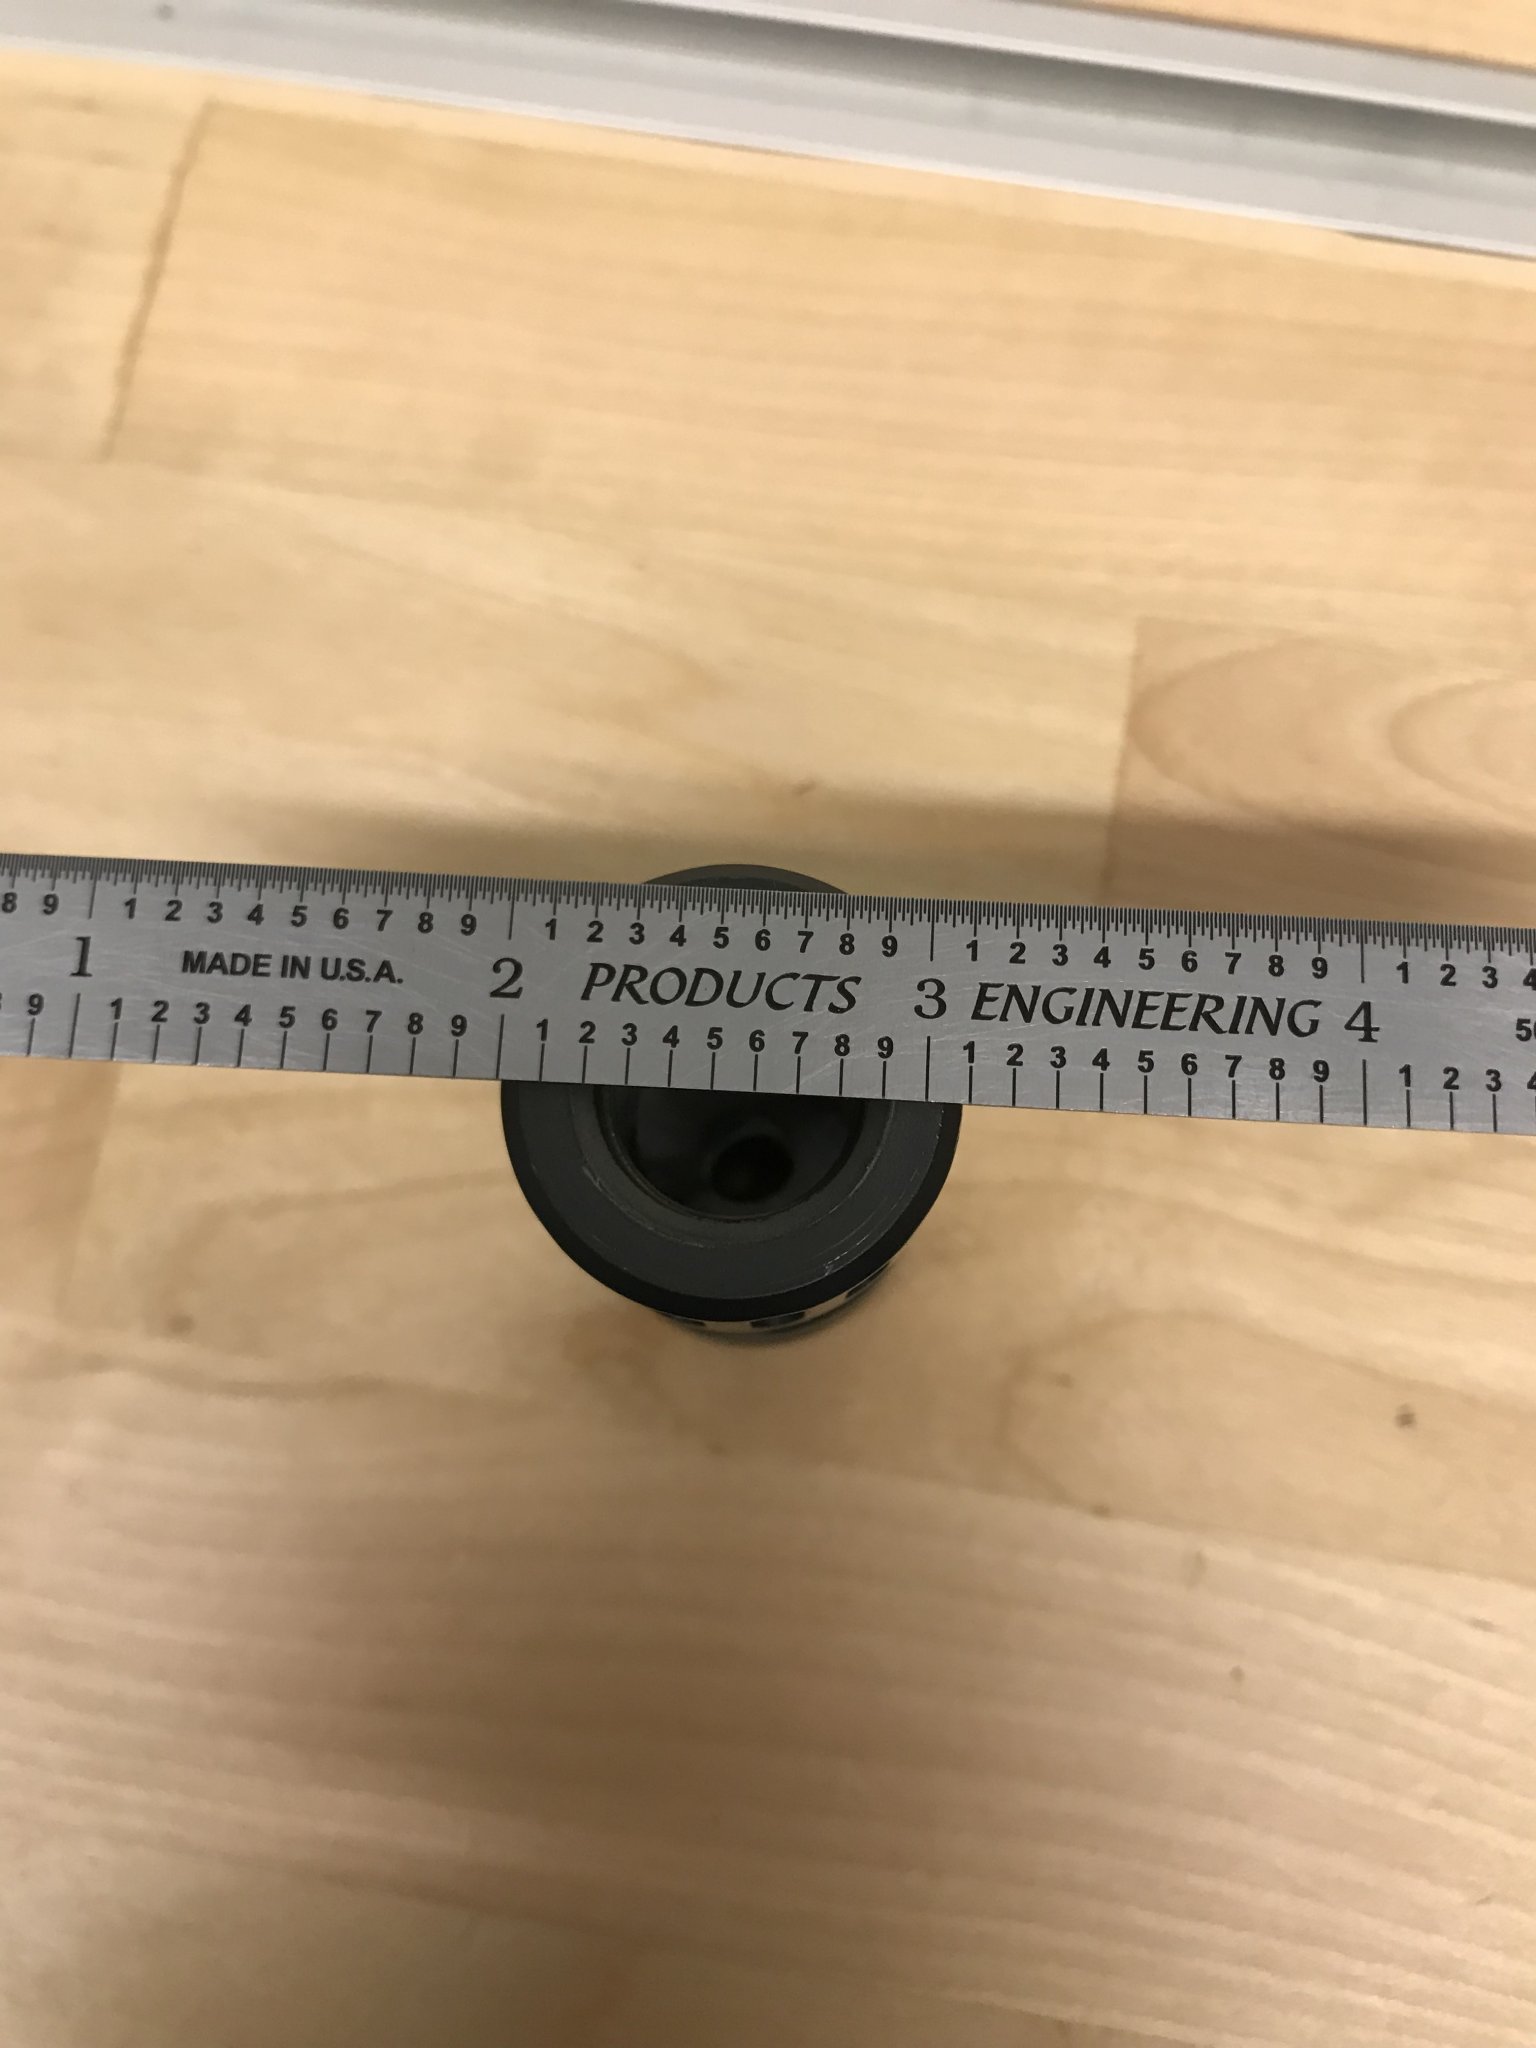 8 9 1 2 3 4 5 6 7 8 9 1 2 3 4 5 6 7 8 9 1 2 3 4 5 6 7 8 9 1 2 3 4
1 MADE IN U.S.A. 2 PRODUCTS 3 ENGINEERING 4
9 1 2 3 4 5 6 7 8 9 1 2 3 4 5 6 7 8 9 1 2 3 4 5 6 7 8 9 1 2 3